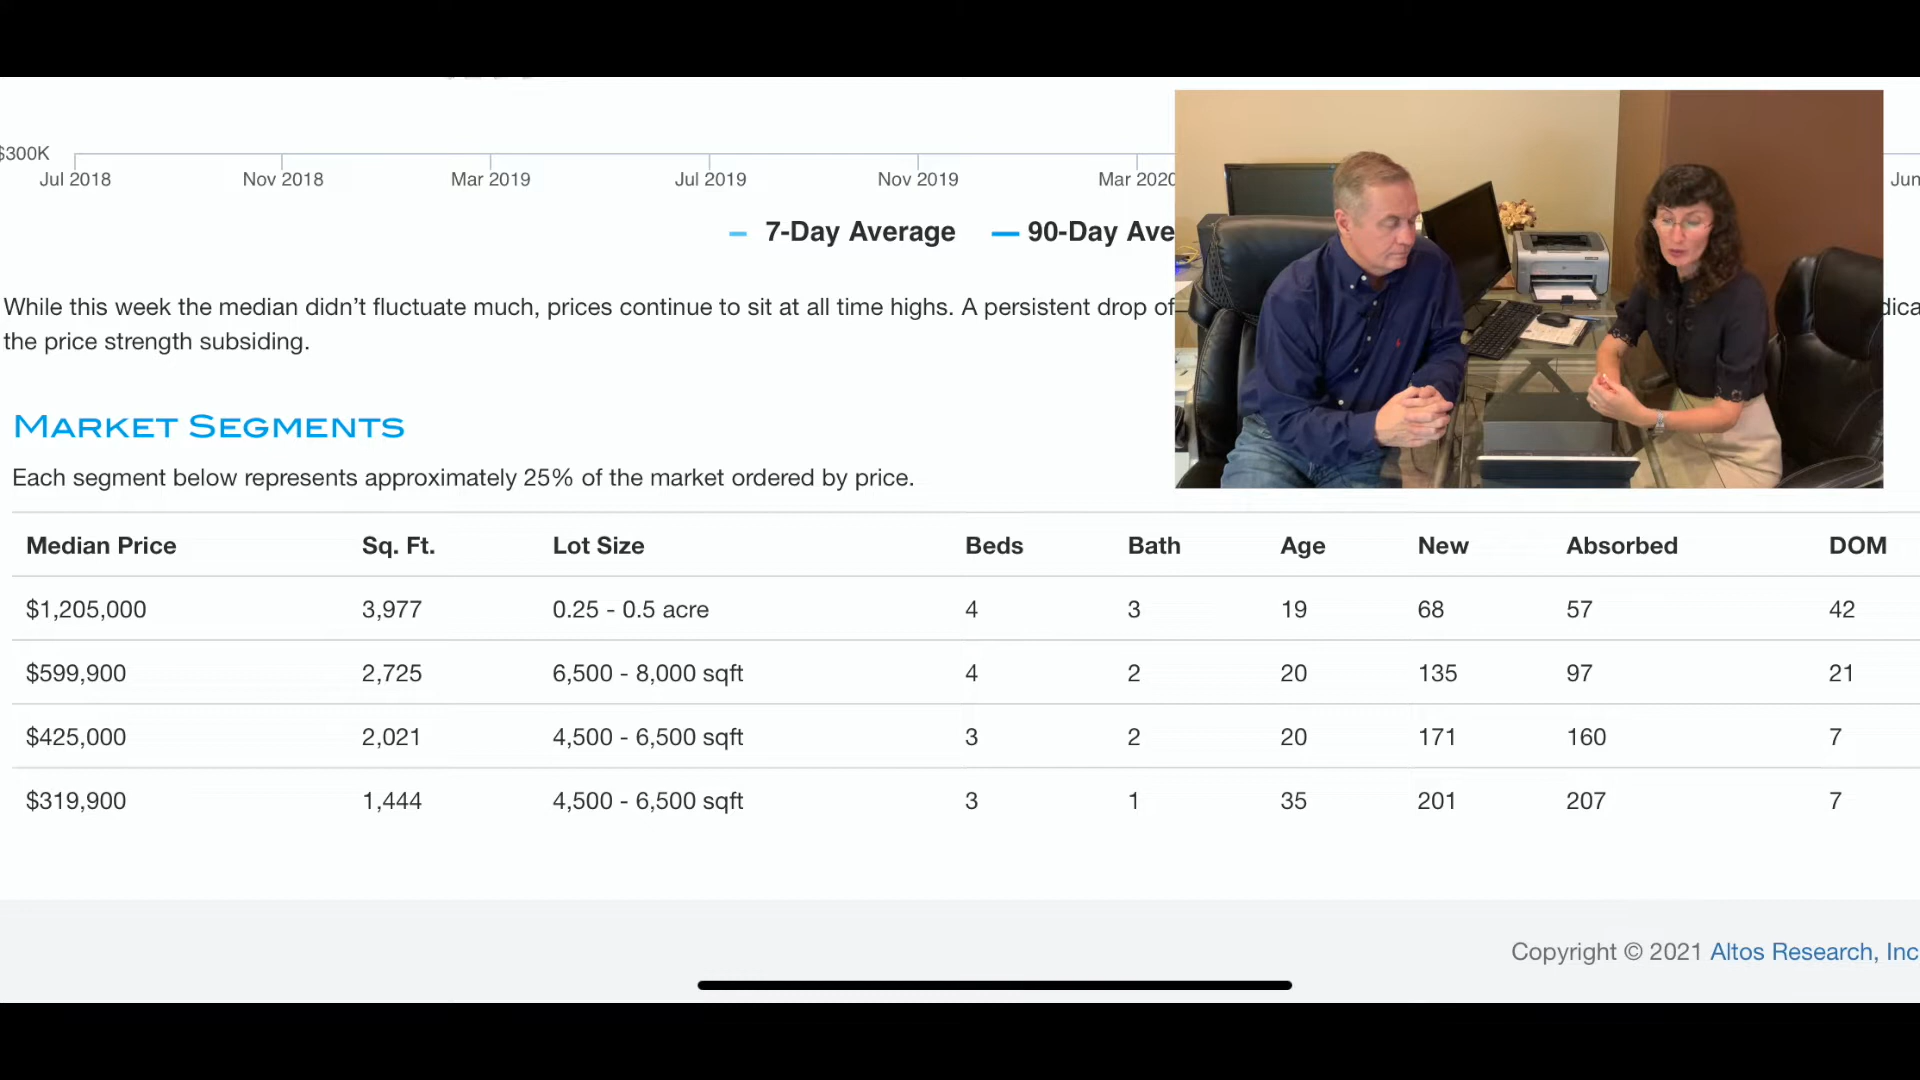 $300K
Jul 2018 Nov 2018 Mar 2019 Jul 2019 Nov 2019 Mar 2020 Jun
7-Day Average 90-Day Ave
While this week the median didn't fluctuate much, prices continue to sit at all time highs. A persistent drop of dica
the price strength subsiding.
MARKET SEGMENTS
Each segment below represents approximately 25% of the market ordered by price.
Median Price Sq. Ft. Lot Size Beds Bath Age New Absorbed DOM
$1,205,000 3,977 0.25 - 0.5 acre 4 3 19 68 57 42
$599,900 2,725 6,500 - 8,000 sqft 4 2 20 135 97 21
$425,000 2,021 4,500 - 6,500 sqft 3 2 20 171 160 7
$319,900 1,444 4,500 - 6,500 sqft 3 1 35 201 207 7
Copyright © 2021 Altos Research, Inc